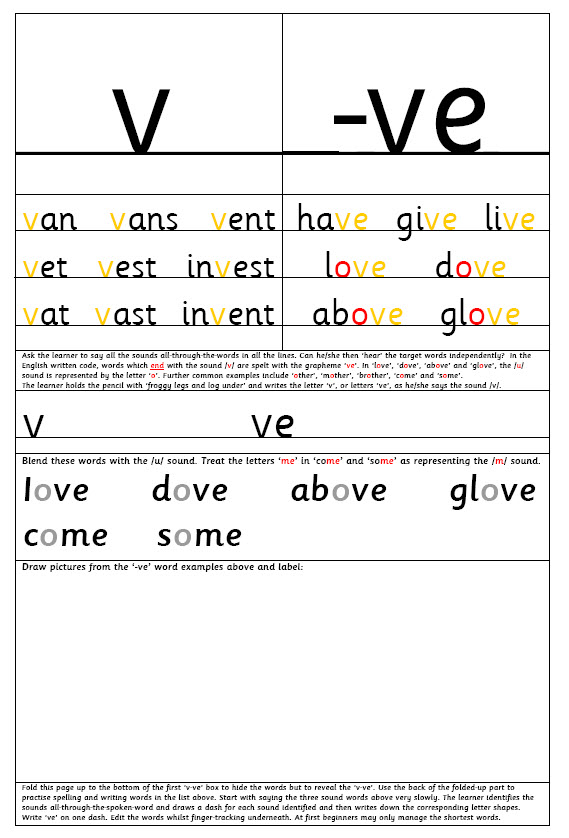 v
-ve
van vans vent
vet vest invest
vat vast invent
have give live
love dove
above glove
Ask the learner to say all the sounds all-through-the-words in all the lines. Can he/she then 'hear' the target words independently? In the
English written code, words which end with the sound /v/ are spelt with the grapheme 've'. In 'love', 'dove', 'above' and 'glove', the /u/
sound is represented by the letter 'o'. Further common examples include 'other', 'mother', 'brother', 'come' and 'some'.
The learner holds the pencil with 'froggy legs and log under' and writes the letter 'v', or letters 've', as he/she says the sound /v/.
v ve
Blend these words with the /u/ sound. Treat the letters 'me' in 'come' and 'some' as representing the /m/ sound.
love dove above glove
come some
Draw pictures from the '-ve' word examples above and label:
Fold this page up to the bottom of the first 'v-ve' box to hide the words but to reveal the 'v-ve'. Use the back of the folded-up part to
practise spelling and writing words in the list above. Start with saying the three sound words above very slowly. The learner identifies the
sounds all-through-the-spoken-word and draws a dash for each sound identified and then writes down the corresponding letter shapes.
Write 've' on one dash. Edit the words whilst finger-tracking underneath. At first beginners may only manage the shortest words.